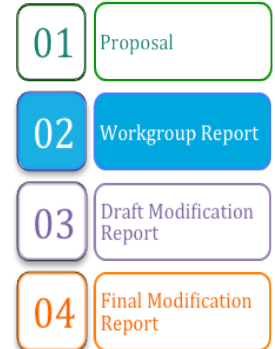 01 Proposal
02 Workgroup Report
03 Draft Modification
Report
04 Final Modification
Report